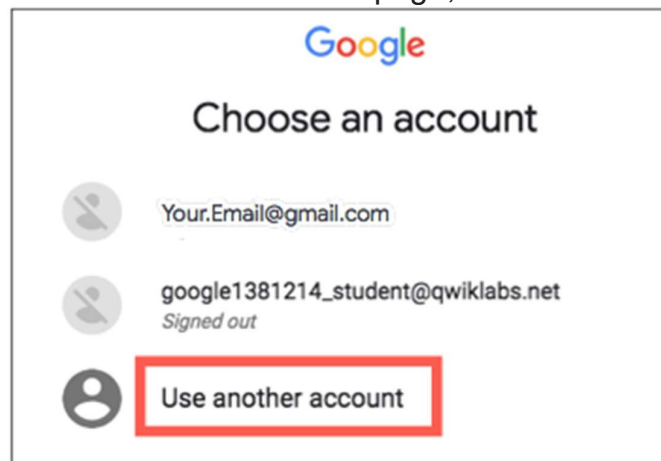 Google
Choose an account
Your.Email@gmail.com
google1381214_student@qwiklabs.net
Signed out
Use another account